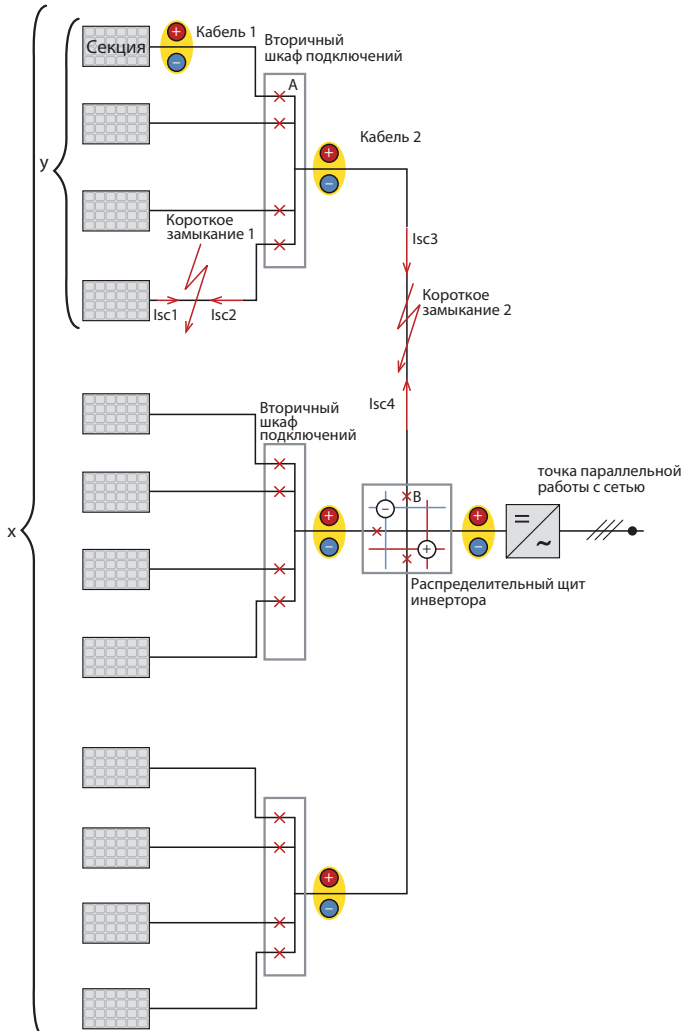 Секция
+
Кабель 1
−
Вторичный
шкаф подключений
A
y
+
Кабель 2
−
Короткое
замыкание 1
Isc3
Isc1
Isc2
Короткое
замыкание 2
Isc4
Вторичный
шкаф
подключений
x
+
−
−
B
+
+
−
=
~
точка параллельной
работы с сетью
Распределительный щит
инвертора
+
−